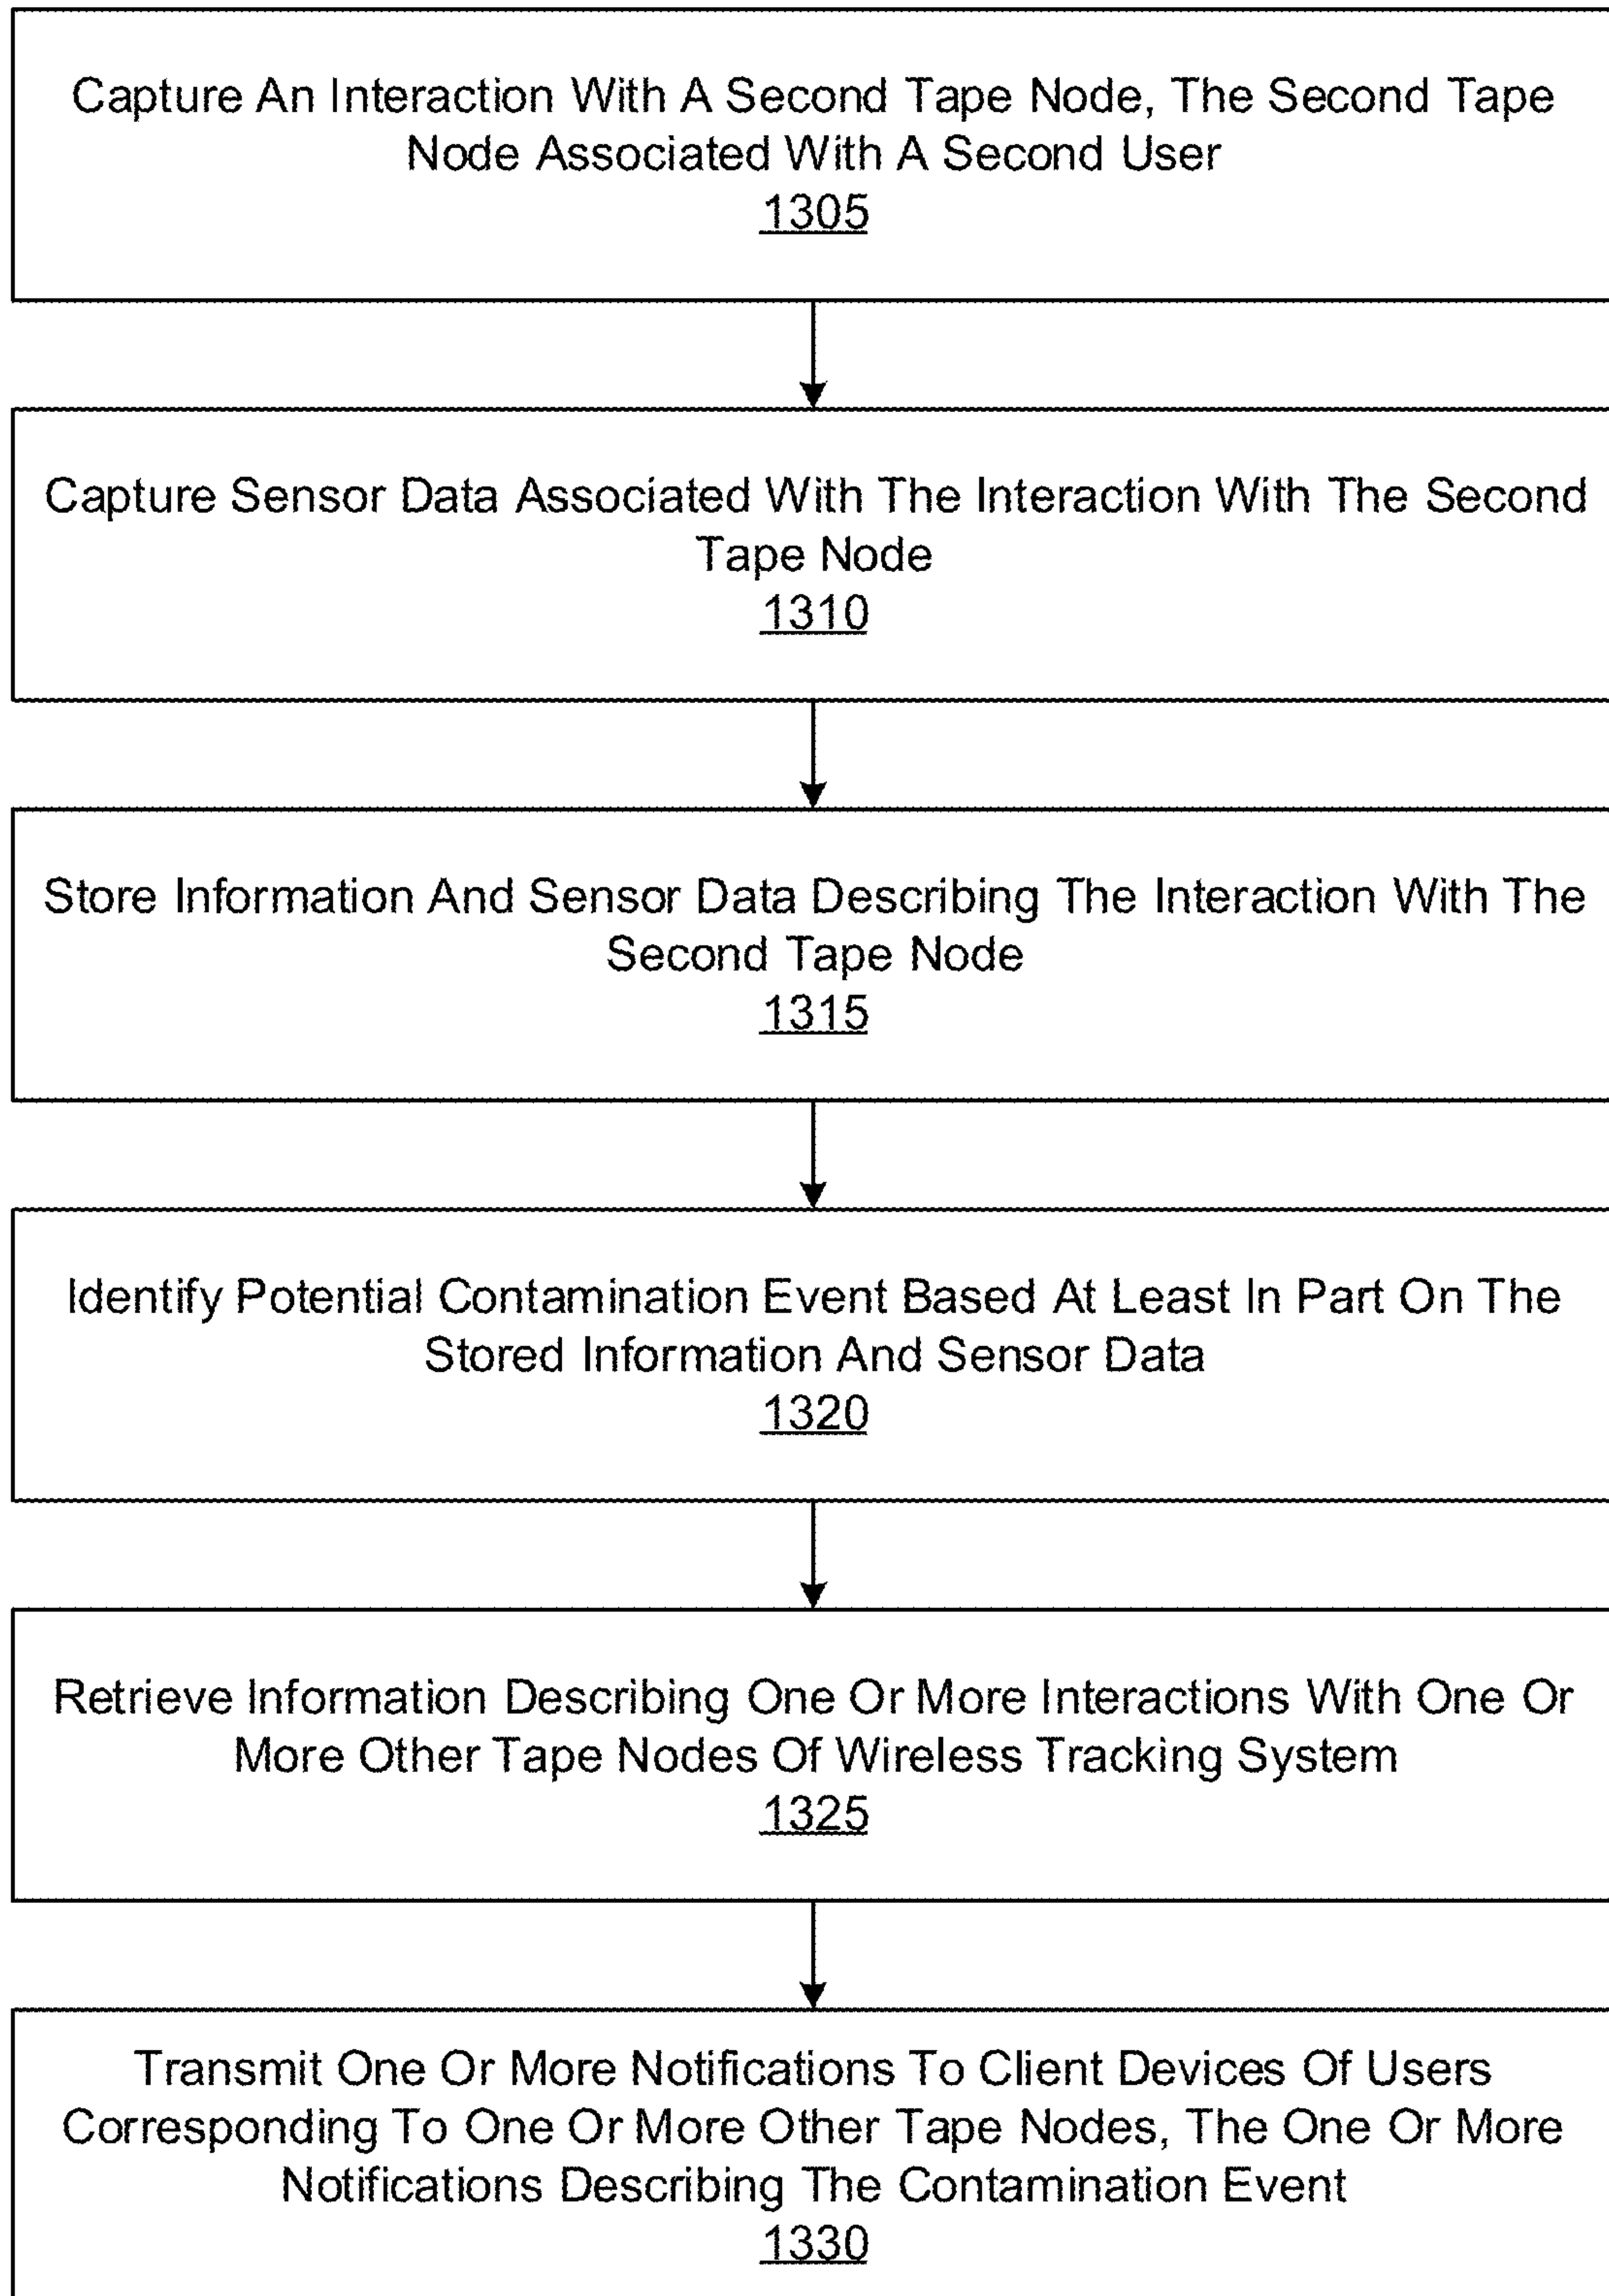 Capture An Interaction With A Second Tape Node, The Second Tape
Node Associated With A Second User
1305
Capture Sensor Data Associated With The Interaction With The Second
Tape Node
1310
Store Information And Sensor Data Describing The Interaction With The
Second Tape Node
1315
Identify Potential Contamination Event Based At Least In Part On The
Stored Information And Sensor Data
1320
Retrieve Information Describing One Or More Interactions With One Or
More Other Tape Nodes Of Wireless Tracking System
1325
Transmit One Or More Notifications To Client Devices Of Users
Corresponding To One Or More Other Tape Nodes, The One Or More
Notifications Describing The Contamination Event
1330